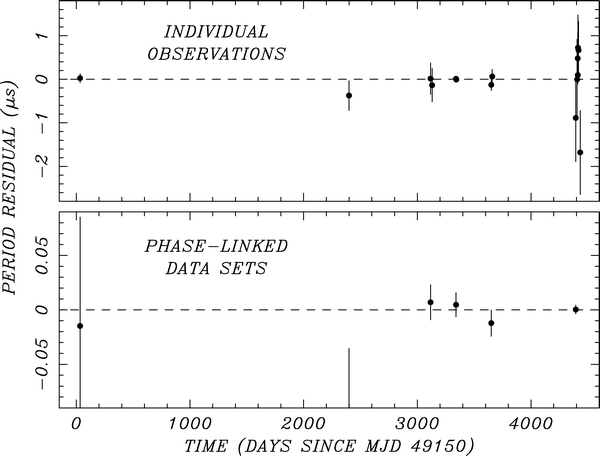 INDIVIDUAL
OBSERVATIONS
1
0
−1
−2
PERIOD RESIDUAL (μs)
PHASE−LINKED
DATA SETS
0.05
0
−0.05
0 1000 2000 3000 4000
TIME (DAYS SINCE MJD 49150)